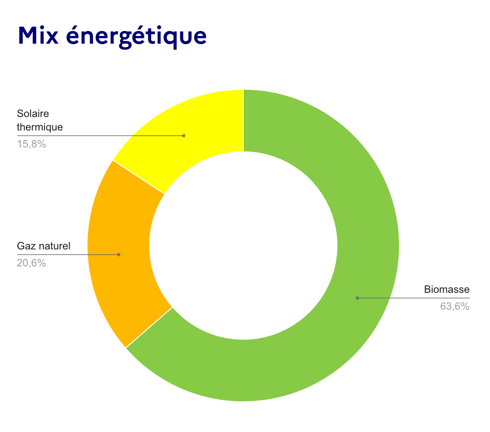 Mix énergétique
Solaire
thermique
15,8%
Gaz naturel
20,6%
Biomasse
63,6%